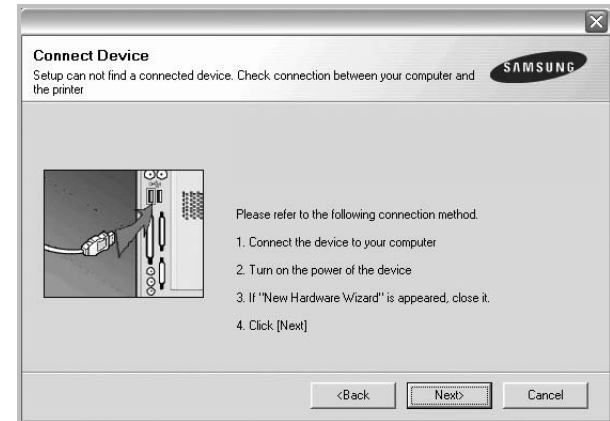 Connect Device
Setup can not find a connected device. Check connection between your computer and
the printer
SAMSUNG
Please refer to the following connection method.
1. Connect the device to your computer
2. Turn on the power of the device
3. If "New Hardware Wizard" is appeared, close it.
4. Click [Next]
<Back
Next>
Cancel